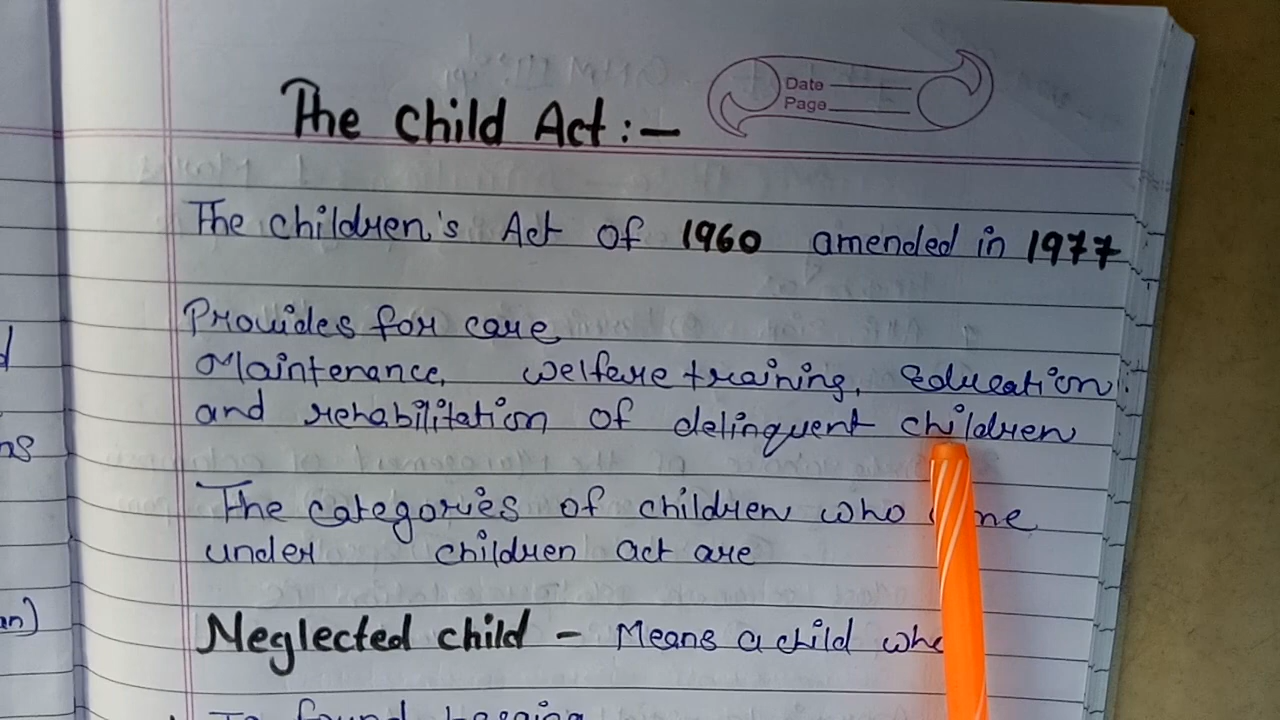 The Child Act :-
Date
Page
The children's Act of 1960 amended in 1977
Provides for care
Maintenance, welfare training, Education
and rehabilitation of delinquent children
The categories of children who
under children act are
Neglected child - Means a child
found begging